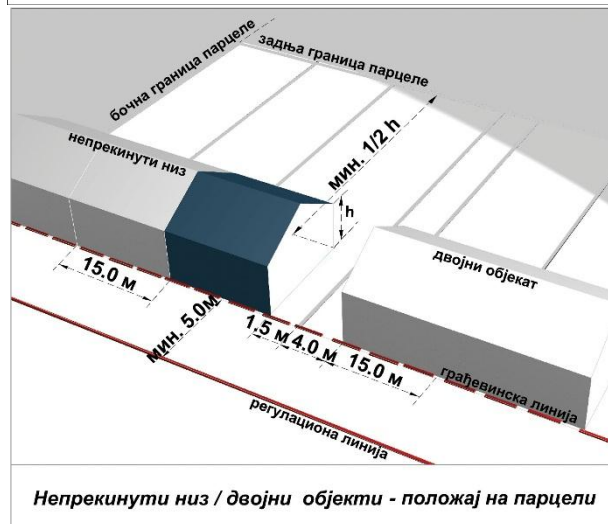 задња граница парцеле
бочна граница парцеле
непрекинути низ
мин. 1/2 h
h
двојни објекат
15.0 м
мин. 5.0м
1.5 м
4.0 м
15.0 м
грађевинска линија
регулациона линија
Непрекинути низ / двојни објекти - положај на парцели